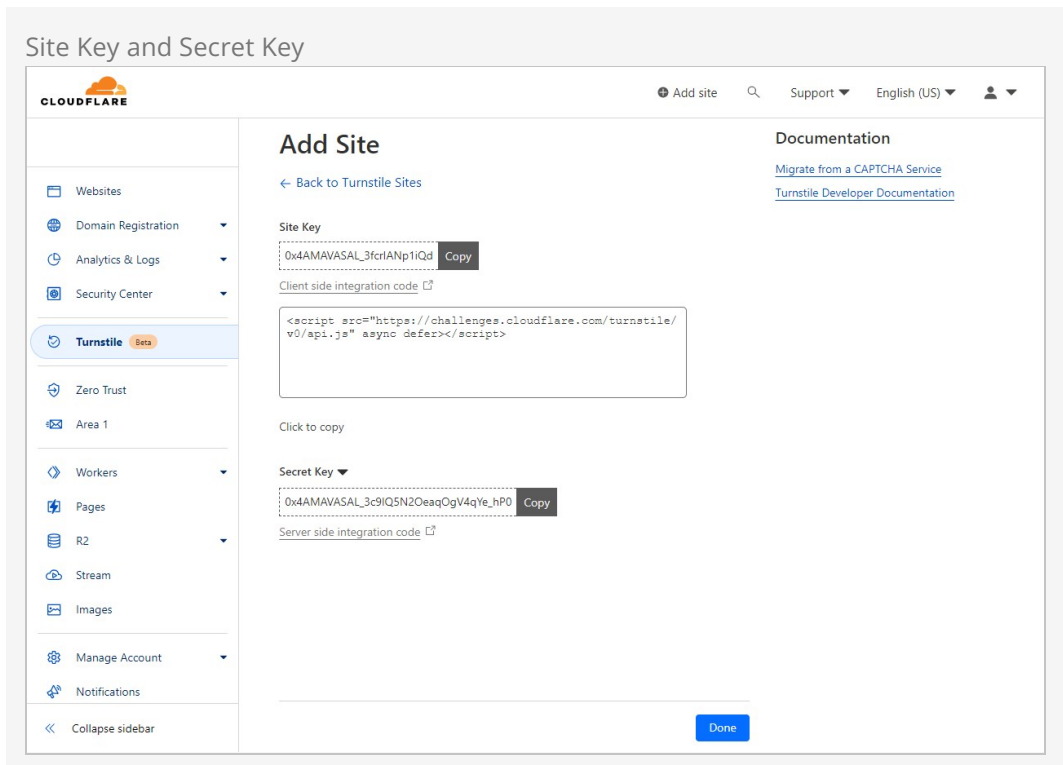 Site Key and Secret Key
CLOUDFLARE
Add site
Support
English (US)
Websites
Domain Registration
Analytics & Logs
Security Center
Turnstile Beta
Zero Trust
Area 1
Workers
Pages
R2
Stream
Images
Manage Account
Notifications
Collapse sidebar
Add Site
← Back to Turnstile Sites
Site Key
0x4AMAVASAL_3fcrIANp1iQd Copy
Client side integration code
<script src="https://challenges.cloudflare.com/turnstile/
v0/api.js" async defer></script>
Click to copy
Secret Key
0x4AMAVASAL_3c9IQ5N2OeaqOgV4qYe_hP0 Copy
Server side integration code
Done
Documentation
Migrate from a CAPTCHA Service
Turnstile Developer Documentation